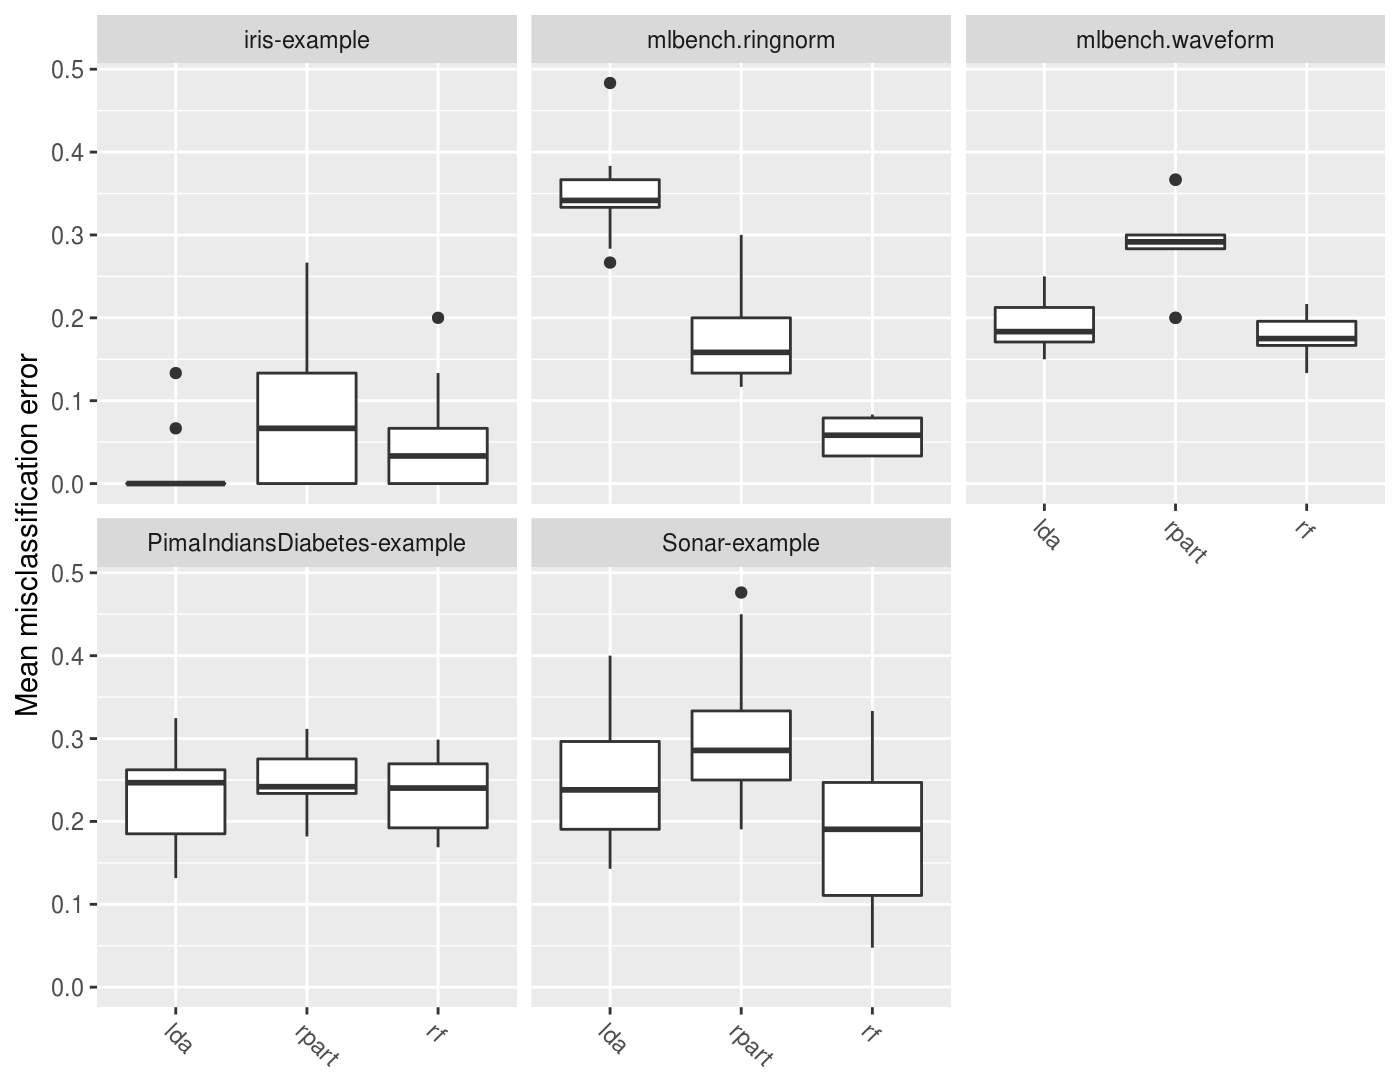 iris-example
mlbench.ringnorm
mlbench.waveform
Mean misclassification error
0.5
0.4
0.3
0.2
0.1
0.0
lda
rpart
rf
PimaIndiansDiabetes-example
Sonar-example
0.5
0.4
0.3
0.2
0.1
0.0
lda
rpart
rf
lda
rpart
rf